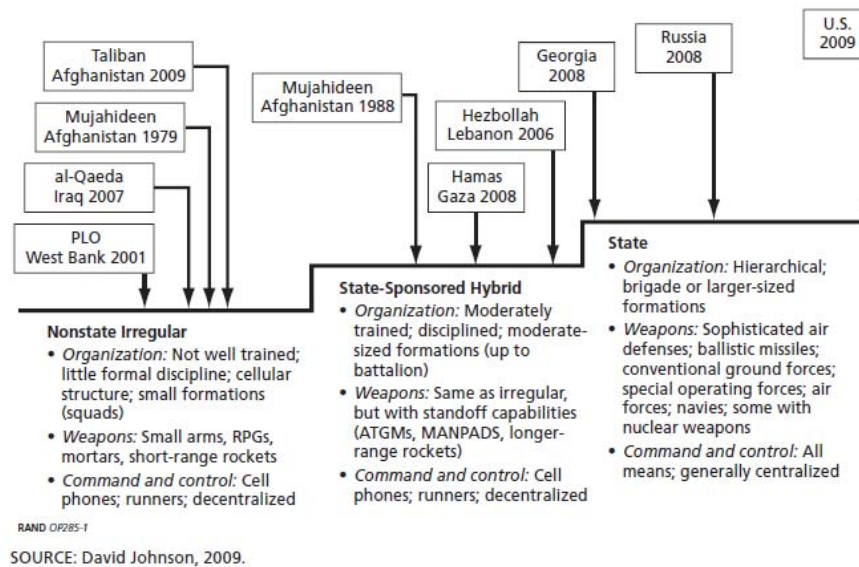 Taliban
Afghanistan 2009
Mujahideen
Afghanistan 1979
al-Qaeda
Iraq 2007
PLO
West Bank 2001
Mujahideen
Afghanistan 1988
Hezbollah
Lebanon 2006
Hamas
Gaza 2008
Georgia
2008
Russia
2008
U.S.
2009
Nonstate Irregular
• Organization: Not well trained;
little formal discipline; cellular
structure; small formations
(squads)
• Weapons: Small arms, RPGs,
mortars, short-range rockets
• Command and control: Cell
phones; runners; decentralized
State-Sponsored Hybrid
• Organization: Moderately
trained; disciplined; moderate-
sized formations (up to
battalion)
• Weapons: Same as irregular,
but with standoff capabilities
(ATGMs, MANPADS, longer-
range rockets)
• Command and control: Cell
phones; runners; decentralized
State
• Organization: Hierarchical;
brigade or larger-sized
formations
• Weapons: Sophisticated air
defenses; ballistic missiles;
conventional ground forces;
special operating forces; air
forces; navies; some with
nuclear weapons
• Command and control: All
means; generally centralized
RAND OP285-1
SOURCE: David Johnson, 2009.